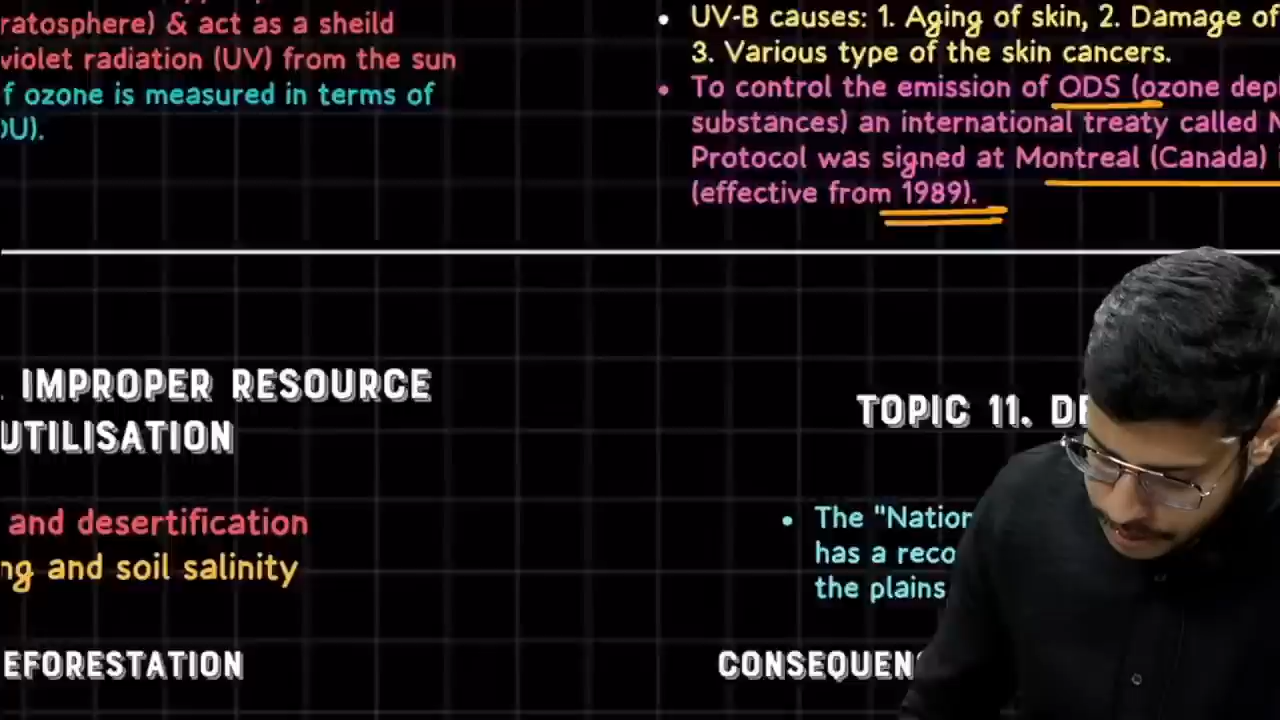 ratosphere) & act as a sheild
violet radiation (UV) from the sun
f ozone is measured in terms of
DU).
• UV-B causes: 1. Aging of skin, 2. Damage of
3. Various type of the skin cancers.
• To control the emission of ODS (ozone dep
substances) an international treaty called
Protocol was signed at Montreal (Canada)
(effective from 1989).
. IMPROPER RESOURCE
UTILISATION
and desertification
ng and soil salinity
EFORESTATION
TOPIC 11. DE
• The "Nation
has a reco
the plains
CONSEQUEN